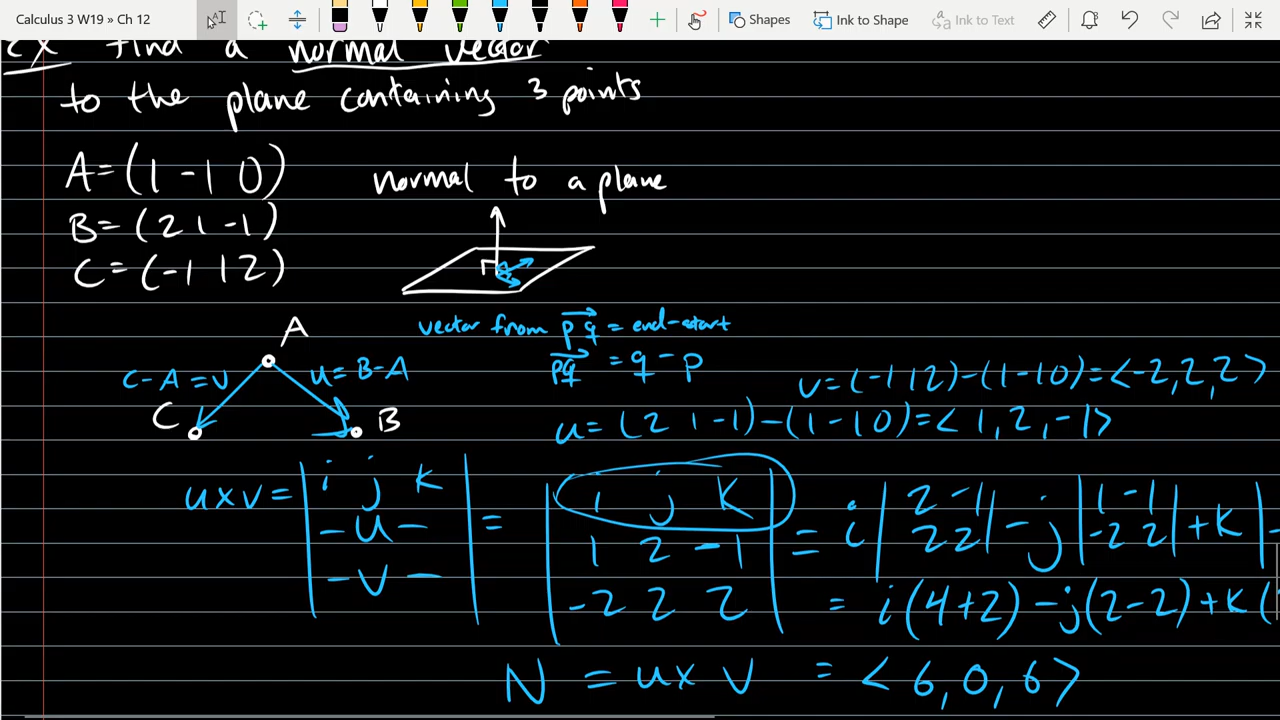 Calculus 3 W19 » Ch 12
Shapes Ink to Shape Ink to Text
Ex Find a normal vector
to the plane containing 3 points
A=(1 -1 0)
normal to a plane
B=(2 1 -1)
C=(-1 1 2)
A
vector from pq = end-start
pq = q - p
C-A=v u=B-A
v=(-1 1 2)-(1 -1 0)=<-2,2,2>
C B
u=(2 1 -1)-(1 -1 0)=<1,2,-1>
uxv=| i j k | = | i j k | = i| 2 -1 | - j| 1 -1 | + k|
| -u- | | 1 2 -1 | | 2 2 | | -2 2 |
| -v- | | -2 2 2 | = i(4+2) -j(2-2)+k(
N = uxv = <6,0,6>